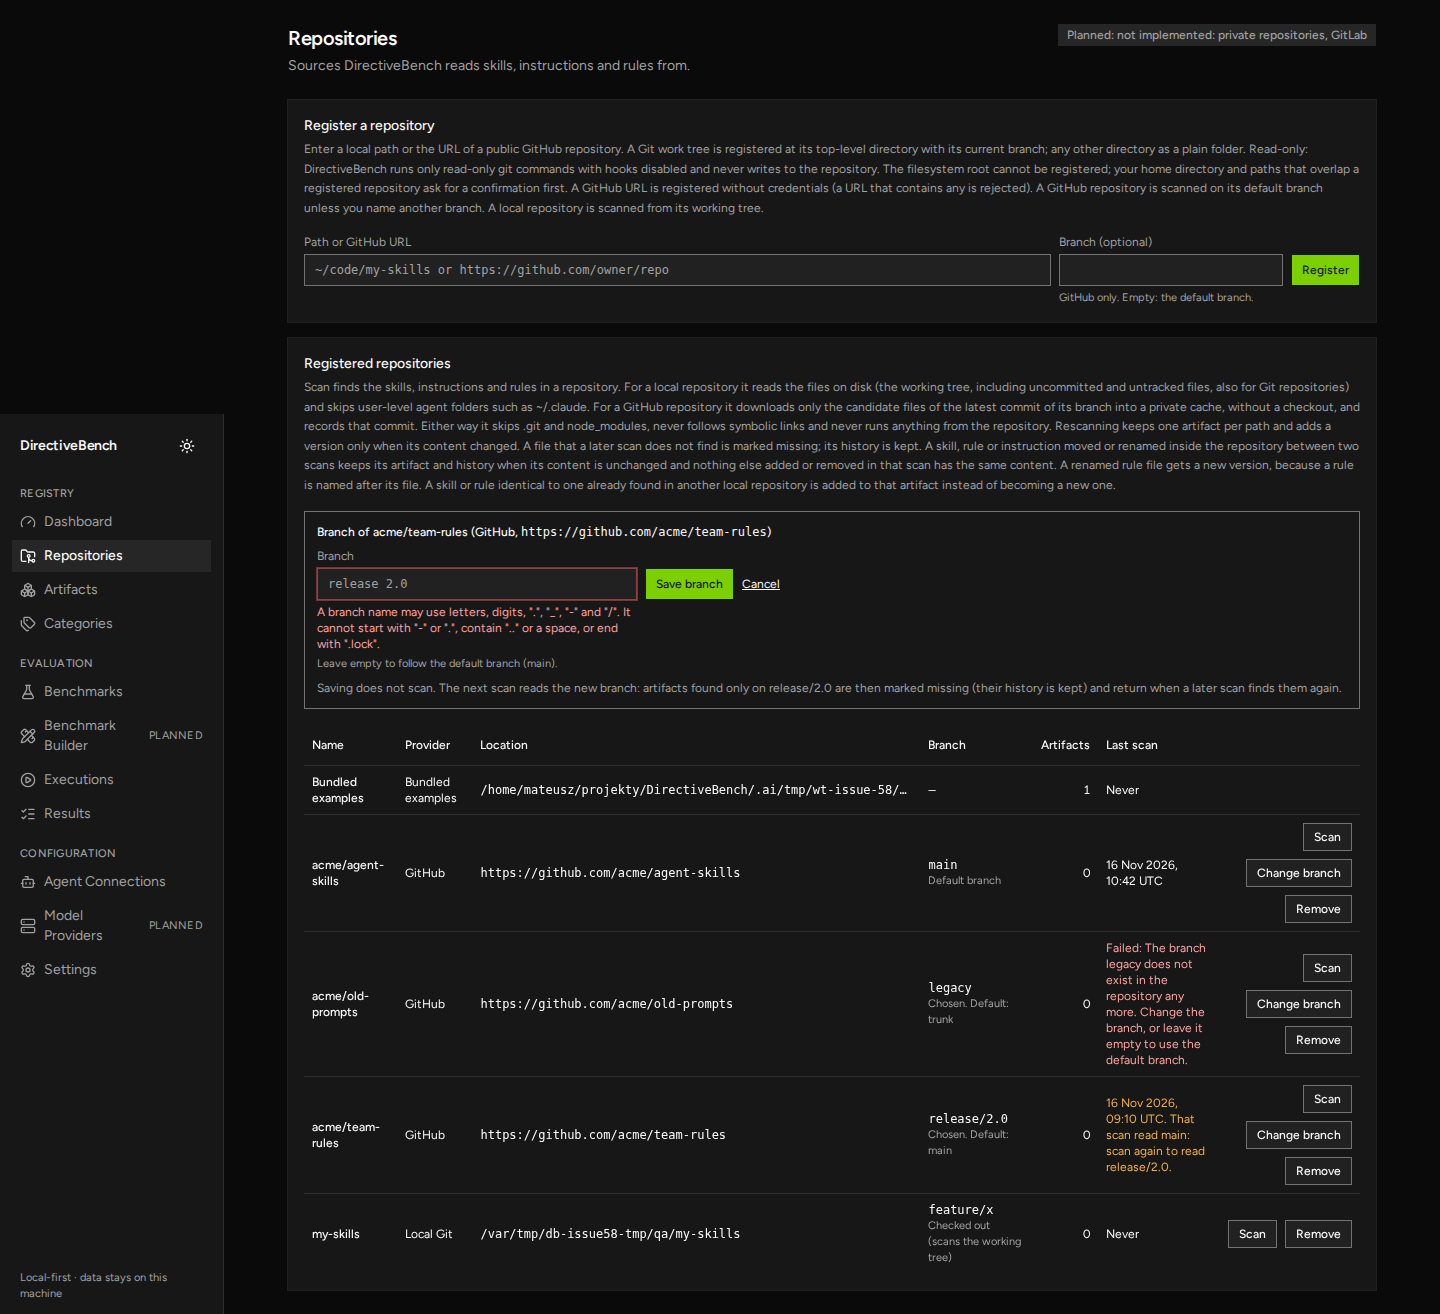 Repositories
Planned: not implemented: private repositories, GitLab
Sources DirectiveBench reads skills, instructions and rules from.
Register a repository
Enter a local path or the URL of a public GitHub repository. A Git work tree is registered at its top-level directory with its current branch; any other directory as a plain folder. Read-only:
DirectiveBench runs only read-only git commands with hooks disabled and never writes to the repository. The filesystem root cannot be registered; your home directory and paths that overlap a
registered repository ask for a confirmation first. A GitHub URL is registered without credentials (a URL that contains any is rejected). A GitHub repository is scanned on its default branch
unless you name another branch. A local repository is scanned from its working tree.
Path or GitHub URL
Branch (optional)
~/code/my-skills or https://github.com/owner/repo
Register
GitHub only. Empty: the default branch.
Registered repositories
Scan finds the skills, instructions and rules in a repository. For a local repository it reads the files on disk (the working tree, including uncommitted and untracked files, also for Git repositories)
and skips user-level agent folders such as ~/.claude. For a GitHub repository it downloads only the candidate files of the latest commit of its branch into a private cache, without a checkout, and
records that commit. Either way it skips .git and node_modules, never follows symbolic links and never runs anything from the repository. Rescanning keeps one artifact per path and adds a
version only when its content changed. A file that a later scan does not find is marked missing; its history is kept. A skill, rule or instruction moved or renamed inside the repository between two
scans keeps its artifact and history when its content is unchanged and nothing else added or removed in that scan has the same content. A renamed rule file gets a new version, because a rule
is named after its file. A skill or rule identical to one already found in another local repository is added to that artifact instead of becoming a new one.
Branch of acme/team-rules (GitHub, https://github.com/acme/team-rules)
Branch
release 2.0
Save branch
Cancel
A branch name may use letters, digits, ".", "_", "-" and "/". It
cannot start with "-" or ".", contain ".." or a space, or end
with ".lock".
Leave empty to follow the default branch (main).
Saving does not scan. The next scan reads the new branch: artifacts found only on release/2.0 are then marked missing (their history is kept) and return when a later scan finds them again.
Name
Provider
Location
Branch
Artifacts
Last scan
Bundled
examples
Bundled
examples
/home/mateusz/projekty/DirectiveBench/.ai/tmp/wt-issue-58/…
—
1
Never
acme/agent-
skills
GitHub
https://github.com/acme/agent-skills
main
Default branch
0
16 Nov 2026,
10:42 UTC
Scan
Change branch
Remove
acme/old-
prompts
GitHub
https://github.com/acme/old-prompts
legacy
Chosen. Default:
trunk
0
Failed: The branch
legacy does not
exist in the
repository any
more. Change the
branch, or leave it
empty to use the
default branch.
Scan
Change branch
Remove
acme/team-
rules
GitHub
https://github.com/acme/team-rules
release/2.0
Chosen. Default:
main
0
16 Nov 2026,
09:10 UTC. That
scan read main:
scan again to read
release/2.0.
Scan
Change branch
Remove
my-skills
Local Git
/var/tmp/db-issue58-tmp/qa/my-skills
feature/x
Checked out
(scans the working
tree)
0
Never
Scan
Remove
DirectiveBench
REGISTRY
Dashboard
Repositories
Artifacts
Categories
EVALUATION
Benchmarks
Benchmark
Builder
PLANNED
Executions
Results
CONFIGURATION
Agent Connections
Model
Providers
PLANNED
Settings
Local-first · data stays on this
machine